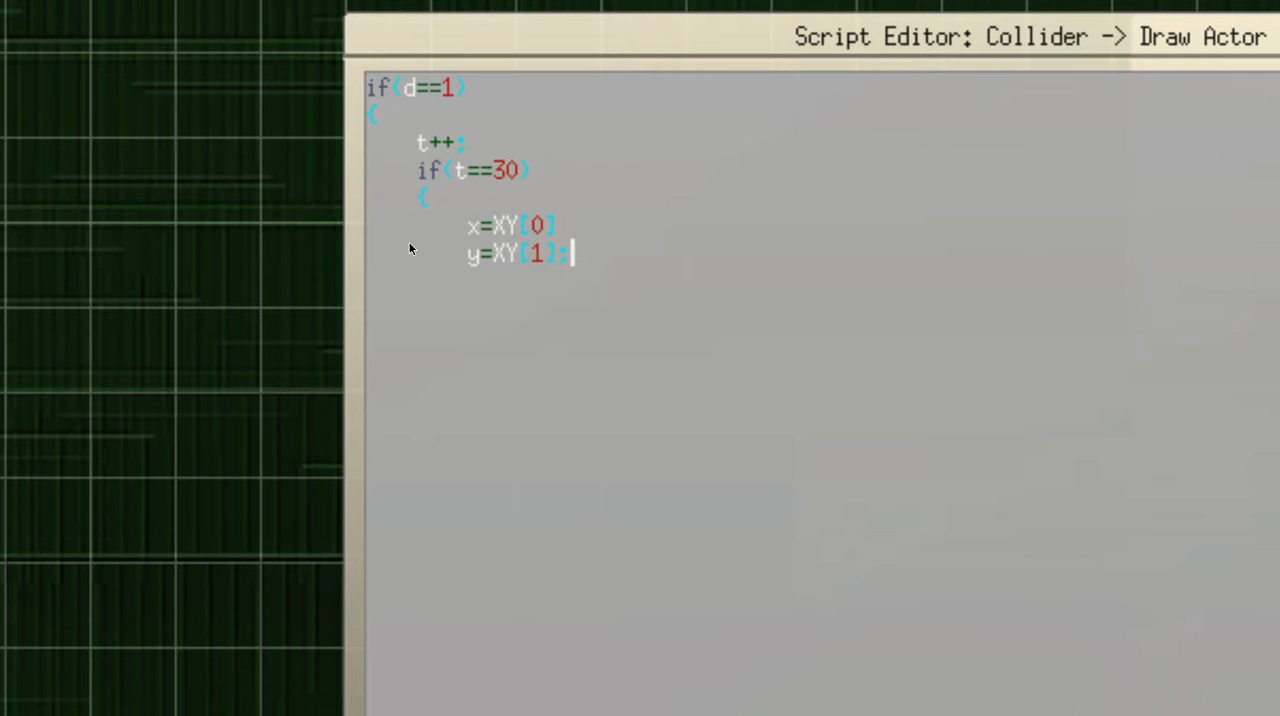 Script Editor: Collider -> Draw Actor
if(d==1)
{
    t++;
    if(t==30)
    {
        x=XY[0]
        y=XY[1];